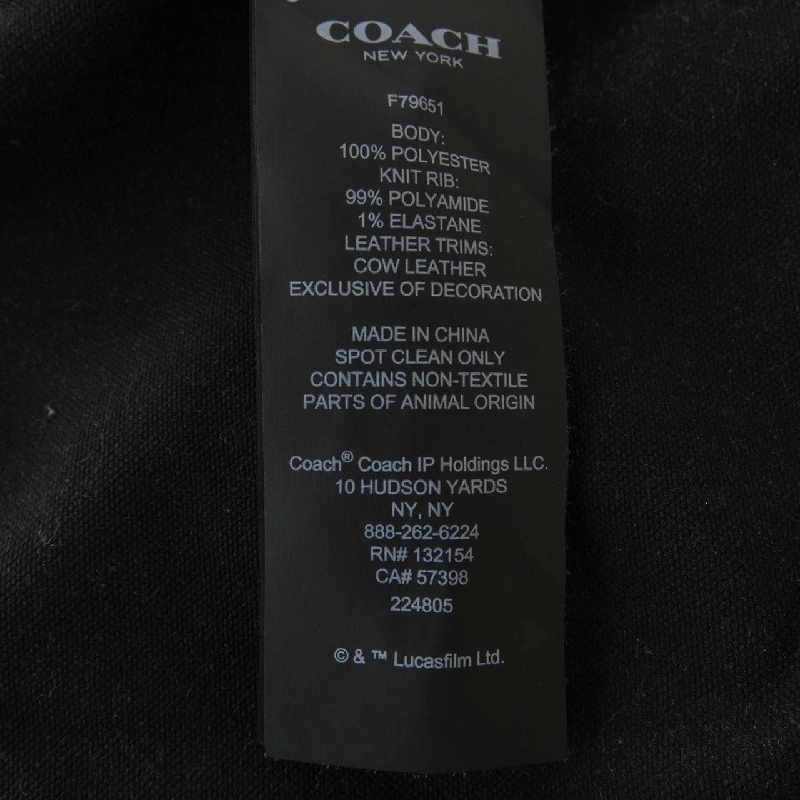 COACH
NEW YORK
F79651
BODY:
100% POLYESTER
KNIT RIB:
99% POLYAMIDE
1% ELASTANE
LEATHER TRIMS:
COW LEATHER
EXCLUSIVE OF DECORATION
MADE IN CHINA
SPOT CLEAN ONLY
CONTAINS NON-TEXTILE
PARTS OF ANIMAL ORIGIN
Coach® Coach IP Holdings LLC.
10 HUDSON YARDS
NY, NY
888-262-6224
RN# 132154
CA# 57398
224805
© & ™ Lucasfilm Ltd.